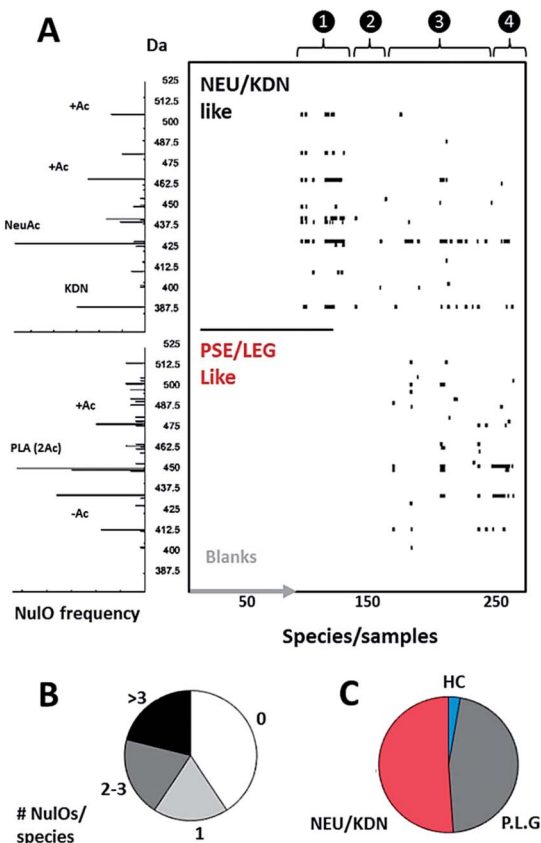 A
Da
1 2 3 4
NEU/KDN
like
525
512.5
500
487.5
475
462.5
450
437.5
425
412.5
400
387.5
+Ac
+Ac
NeuAc
KDN
PSE/LEG
Like
525
512.5
500
487.5
475
462.5
450
437.5
425
412.5
400
387.5
+Ac
PLA (2Ac)
-Ac
Blanks
NulO frequency
50 150 250
Species/samples
B
>3
0
2-3
1
# NulOs/
species
C
HC
NEU/KDN
P.L.G